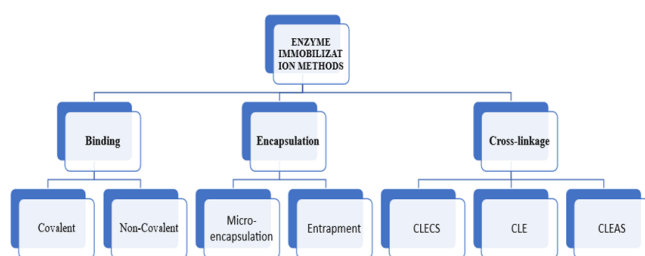 ENZYME
IMMOBILIZAT
ION METHODS
Binding
Encapsulation
Cross-linkage
Covalent
Non-Covalent
Micro-
encapsulation
Entrapment
CLECS
CLE
CLEAS